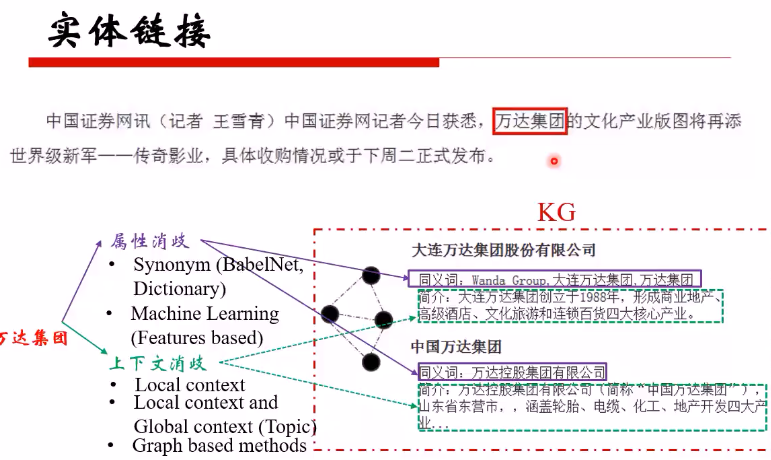 实体链接
中国证券网讯（记者 王雪青）中国证券网记者今日获悉，万达集团的文化产业版图将再添
世界级新军——传奇影业，具体收购情况或于下周二正式发布。
KG
属性消歧
• Synonym (BabelNet,
Dictionary)
• Machine Learning
(Features based)
万达集团
上下文消歧
• Local context
• Local context and
Global context (Topic)
• Graph based methods
大连万达集团股份有限公司
同义词：Wanda Group,大连万达集团,万达集团
简介：大连万达集团创立于1988年，形成商业地产、
高级酒店、文化旅游和连锁百货四大核心产业。
中国万达集团
同义词：万达控股集团有限公司
简介：万达控股集团有限公司（简称“中国万达集团”），
山东省东营市，，涵盖轮胎、电缆、化工、地产开发四大产
业...